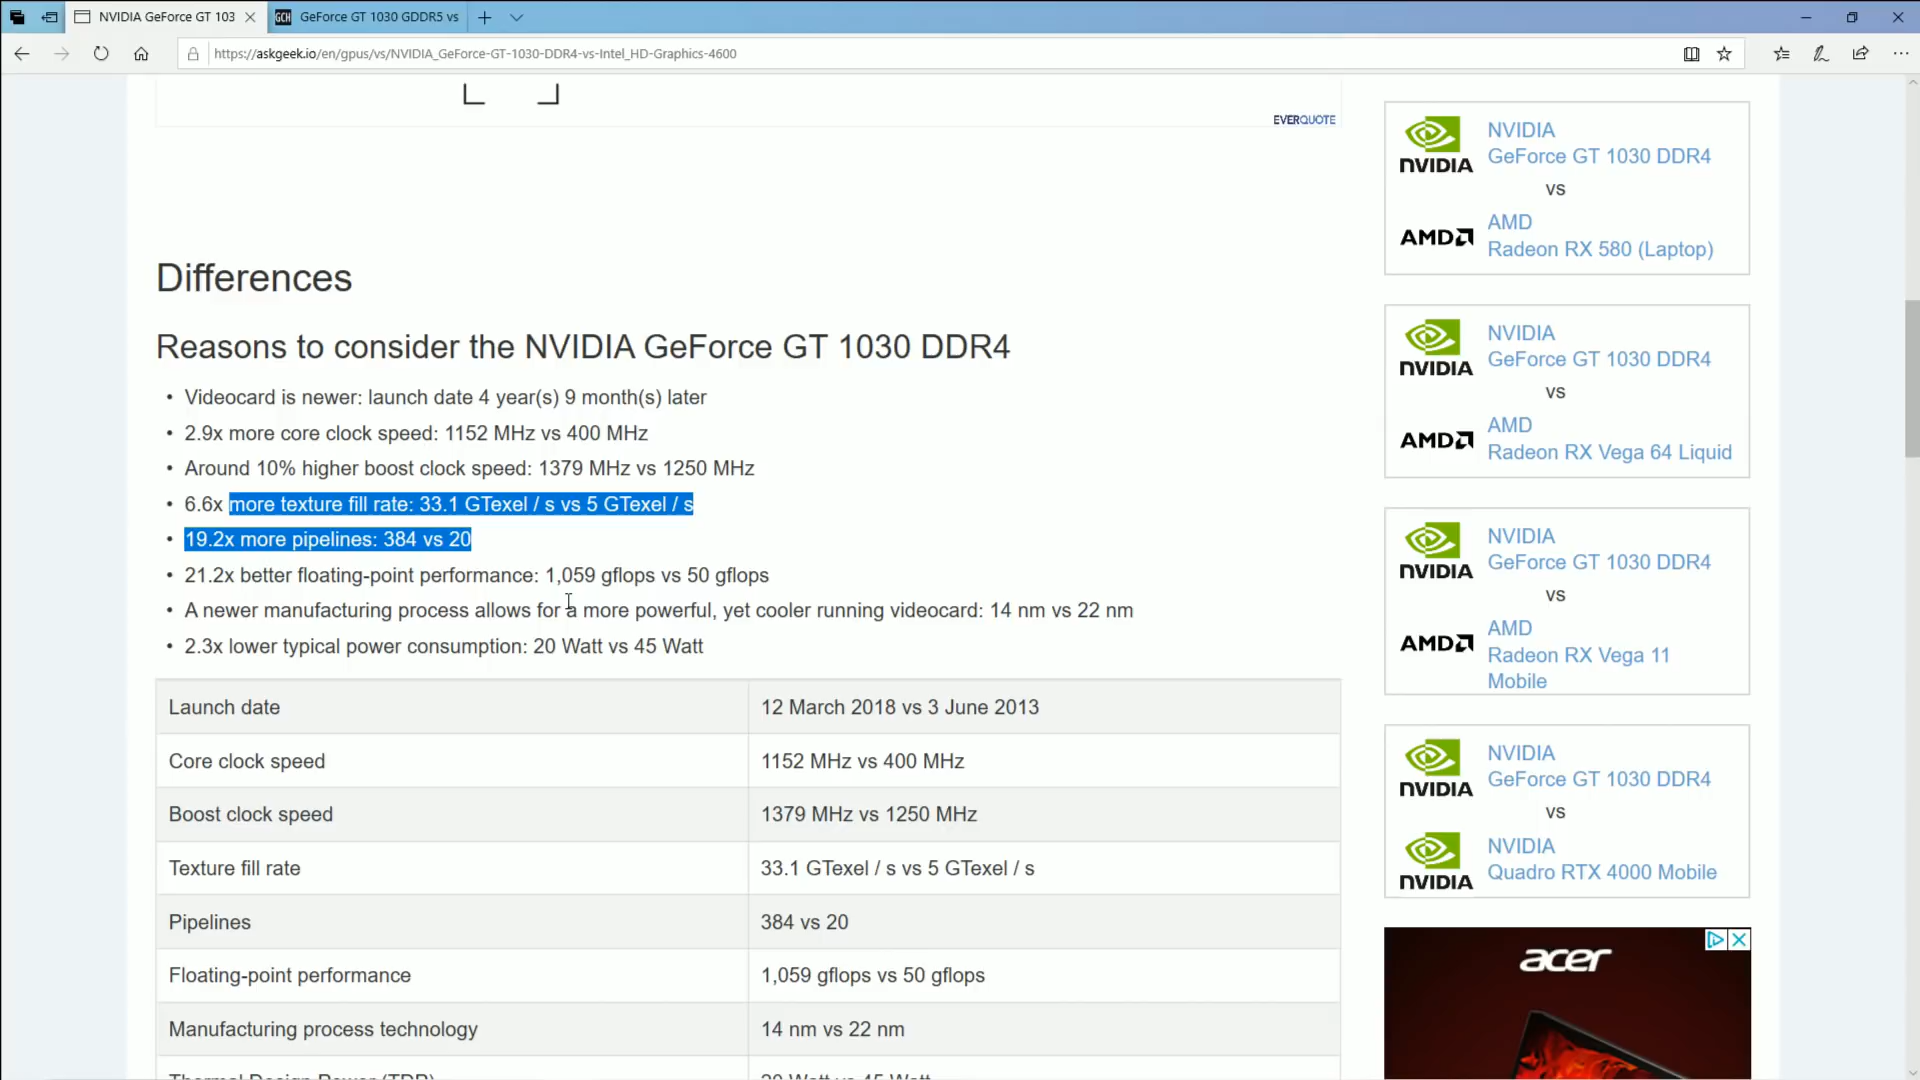 NVIDIA GeForce GT 103
GCH GeForce GT 1030 GDDR5 vs
https://askgeek.io/en/gpus/vs/NVIDIA_GeForce-GT-1030-DDR4-vs-Intel_HD-Graphics-4600
EVERQUOTE
Differences
Reasons to consider the NVIDIA GeForce GT 1030 DDR4
• Videocard is newer: launch date 4 year(s) 9 month(s) later
• 2.9x more core clock speed: 1152 MHz vs 400 MHz
• Around 10% higher boost clock speed: 1379 MHz vs 1250 MHz
• 6.6x more texture fill rate: 33.1 GTexel / s vs 5 GTexel / s
• 19.2x more pipelines: 384 vs 20
• 21.2x better floating-point performance: 1,059 gflops vs 50 gflops
• A newer manufacturing process allows for a more powerful, yet cooler running videocard: 14 nm vs 22 nm
• 2.3x lower typical power consumption: 20 Watt vs 45 Watt
Launch date 12 March 2018 vs 3 June 2013
Core clock speed 1152 MHz vs 400 MHz
Boost clock speed 1379 MHz vs 1250 MHz
Texture fill rate 33.1 GTexel / s vs 5 GTexel / s
Pipelines 384 vs 20
Floating-point performance 1,059 gflops vs 50 gflops
Manufacturing process technology 14 nm vs 22 nm
Thermal Design Power (TDP) 20 Watt vs 45 Watt
NVIDIA
NVIDIA
GeForce GT 1030 DDR4
vs
AMD
AMD
Radeon RX 580 (Laptop)
NVIDIA
NVIDIA
GeForce GT 1030 DDR4
vs
AMD
AMD
Radeon RX Vega 64 Liquid
NVIDIA
NVIDIA
GeForce GT 1030 DDR4
vs
AMD
AMD
Radeon RX Vega 11
Mobile
NVIDIA
NVIDIA
GeForce GT 1030 DDR4
vs
NVIDIA
NVIDIA
Quadro RTX 4000 Mobile
acer